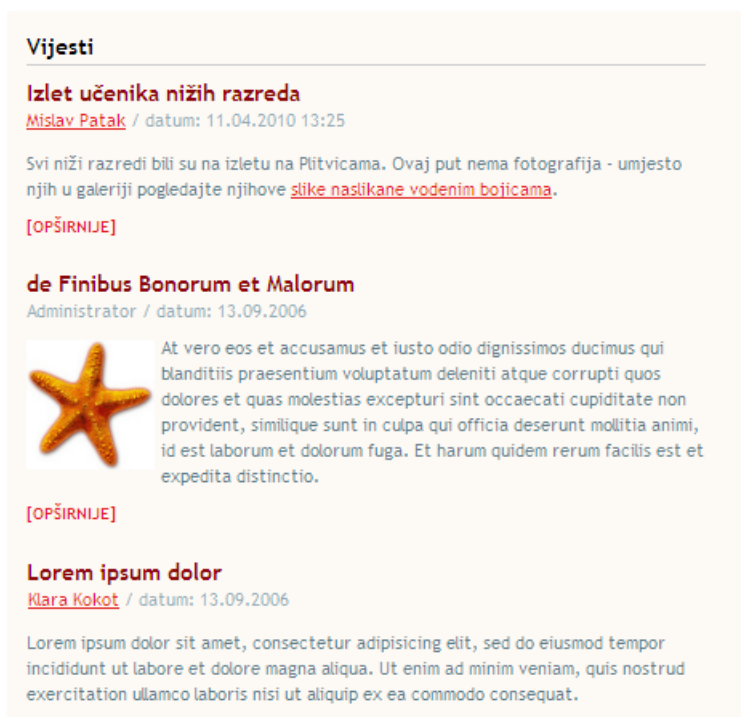 Vijesti
Izlet učenika nižih razreda
Mislav Patak / datum: 11.04.2010 13:25
Svi niži razredi bili su na izletu na Plitvicama. Ovaj put nema fotografija - umjesto
njih u galeriji pogledajte njihove slike naslikane vodenim bojicama.
[OPŠIRNIJE]
de Finibus Bonorum et Malorum
Administrator / datum: 13.09.2006
At vero eos et accusamus et iusto odio dignissimos ducimus qui
blanditiis praesentium voluptatum deleniti atque corrupti quos
dolores et quas molestias excepturi sint occaecati cupiditate non
provident, similique sunt in culpa qui officia deserunt mollitia animi,
id est laborum et dolorum fuga. Et harum quidem rerum facilis est et
expedita distinctio.
[OPŠIRNIJE]
Lorem ipsum dolor
Klara Kokot / datum: 13.09.2006
Lorem ipsum dolor sit amet, consectetur adipisicing elit, sed do eiusmod tempor
incididunt ut labore et dolore magna aliqua. Ut enim ad minim veniam, quis nostrud
exercitation ullamco laboris nisi ut aliquip ex ea commodo consequat.